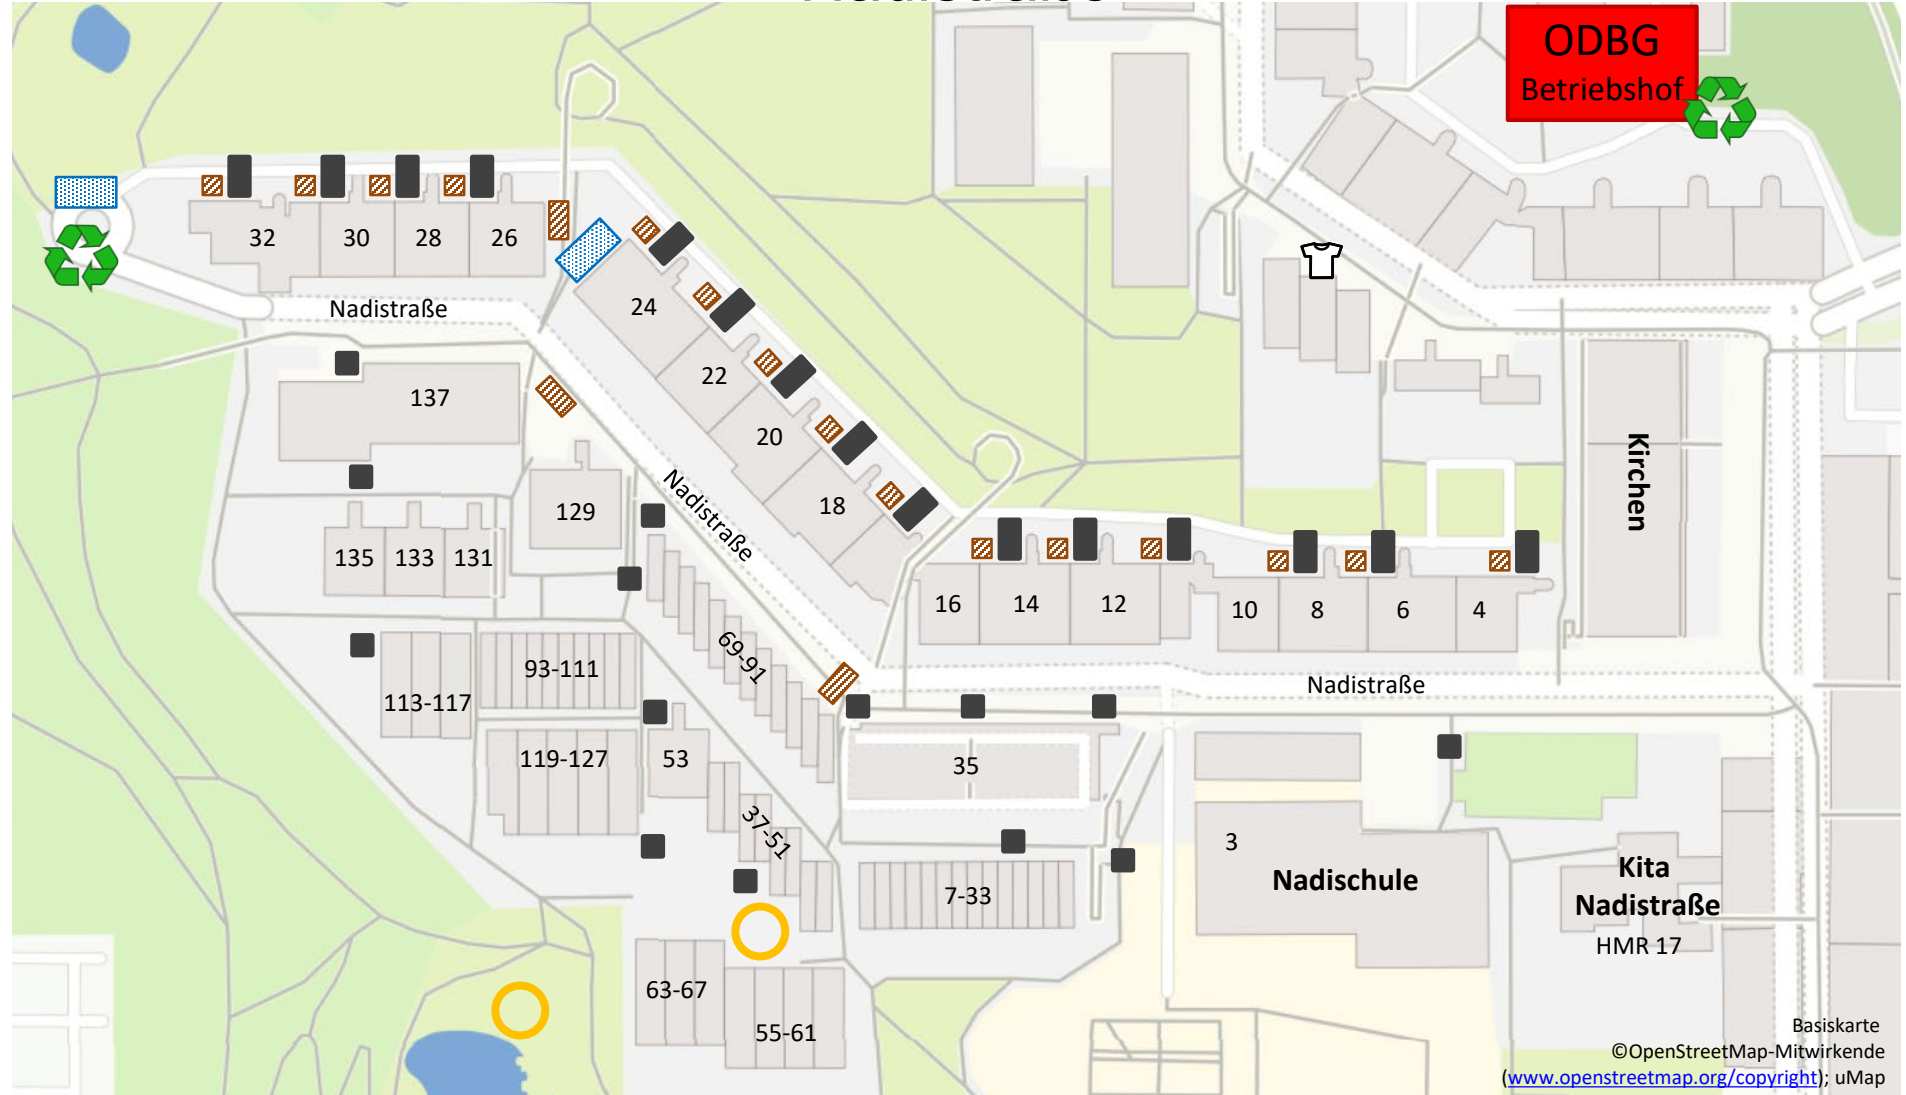 ODBG
Betriebshof
32
30
28
26
24
Nadistraße
22
137
20
Kirchen
18
Nadistraße
129
135
133
131
16
14
12
10
8
6
4
69-91
93-111
113-117
Nadistraße
119-127
53
35
37-51
3
Nadischule
7-33
Kita
Nadistraße
HMR 17
63-67
55-61
Basiskarte
©OpenStreetMap-Mitwirkende
(www.openstreetmap.org/copyright); uMap